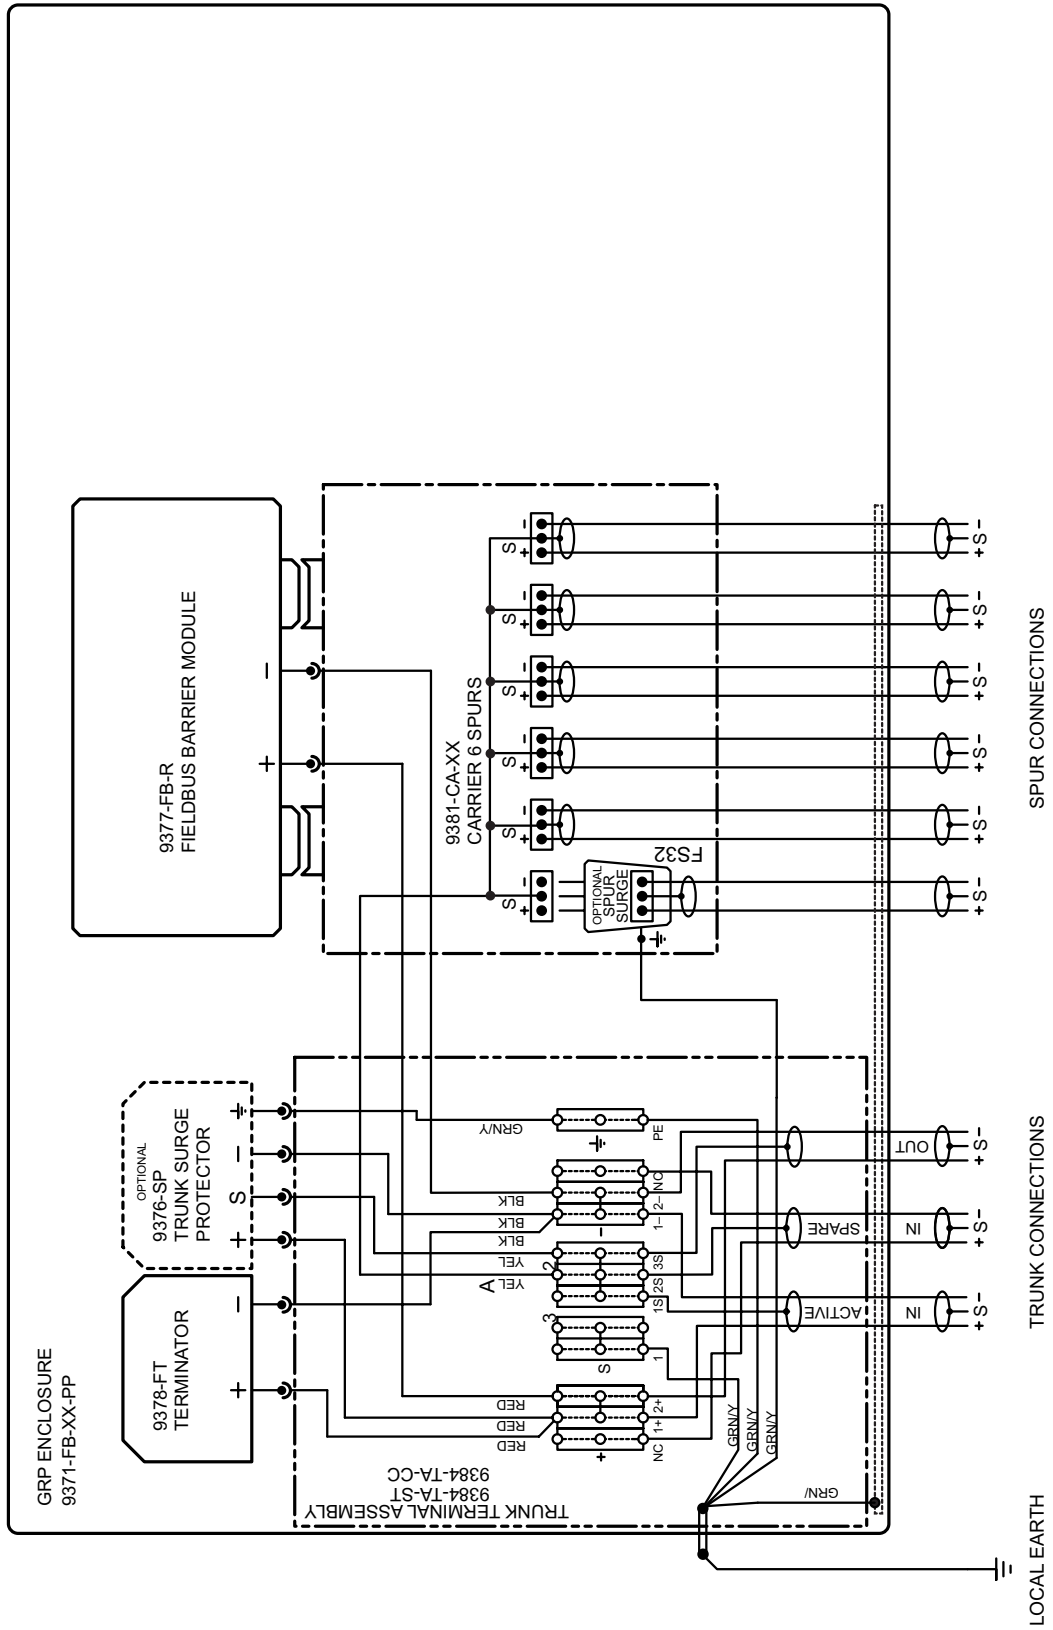 GRP ENCLOSURE
9371-FB-XX-PP
9378-FT
TERMINATOR
+
−
OPTIONAL
9376-SP
TRUNK SURGE
PROTECTOR
+
S
−
9377-FB-R
FIELDBUS BARRIER MODULE
+
−
9381-CA-XX
CARRIER 6 SPURS
+ S −
+ S −
+ S −
+ S −
+ S −
+ S −
OPTIONAL
SPUR
SURGE
FS32
TRUNK TERMINAL ASSEMBLY
9384-TA-ST
9384-TA-CC
RED
RED
RED
YEL
YEL
BLK
BLK
BLK
GRN/Y
A
2
3
+
S
−
NC
1+
2+
1
1S
2S
3S
1−
2−
NC
PE
GRN/Y
GRN/Y
GRN/Y
GRN/
ACTIVE
SPARE
IN
IN
OUT
+ S −
+ S −
+ S −
+ S −
+ S −
+ S −
+ S −
+ S −
+ S −
LOCAL EARTH
TRUNK CONNECTIONS
SPUR CONNECTIONS